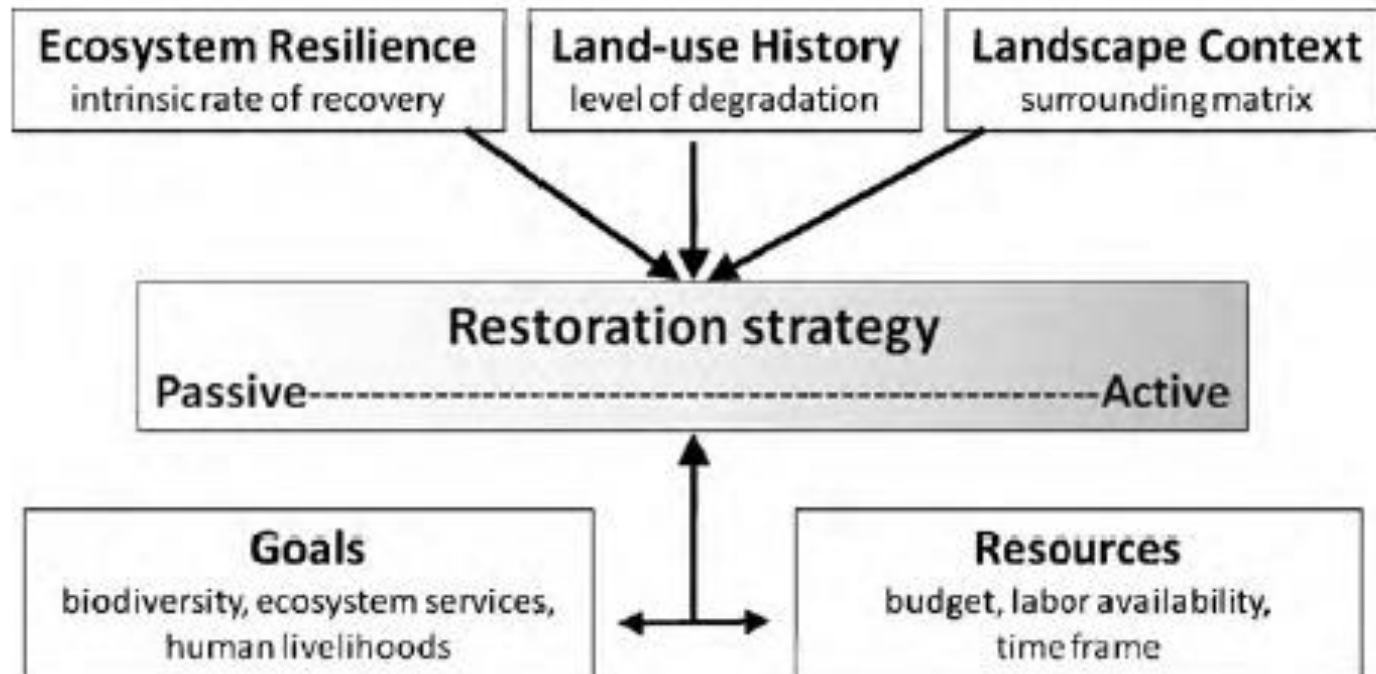 Ecosystem Resilience
intrinsic rate of recovery
Land-use History
level of degradation
Landscape Context
surrounding matrix
Restoration strategy
Passive------------------------------------------------Active
Goals
biodiversity, ecosystem services,
human livelihoods
Resources
budget, labor availability,
time frame